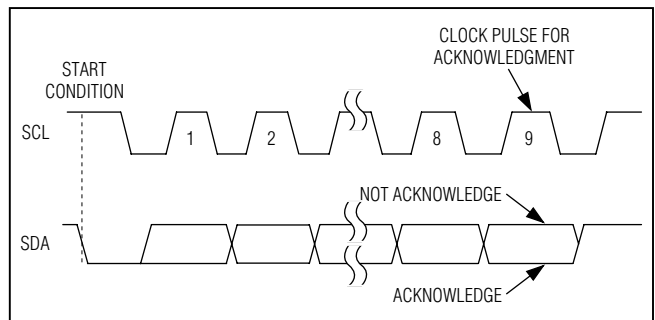 CLOCK PULSE FOR
ACKNOWLEDGMENT
START
CONDITION
SCL
1
2
8
9
NOT ACKNOWLEDGE
SDA
ACKNOWLEDGE